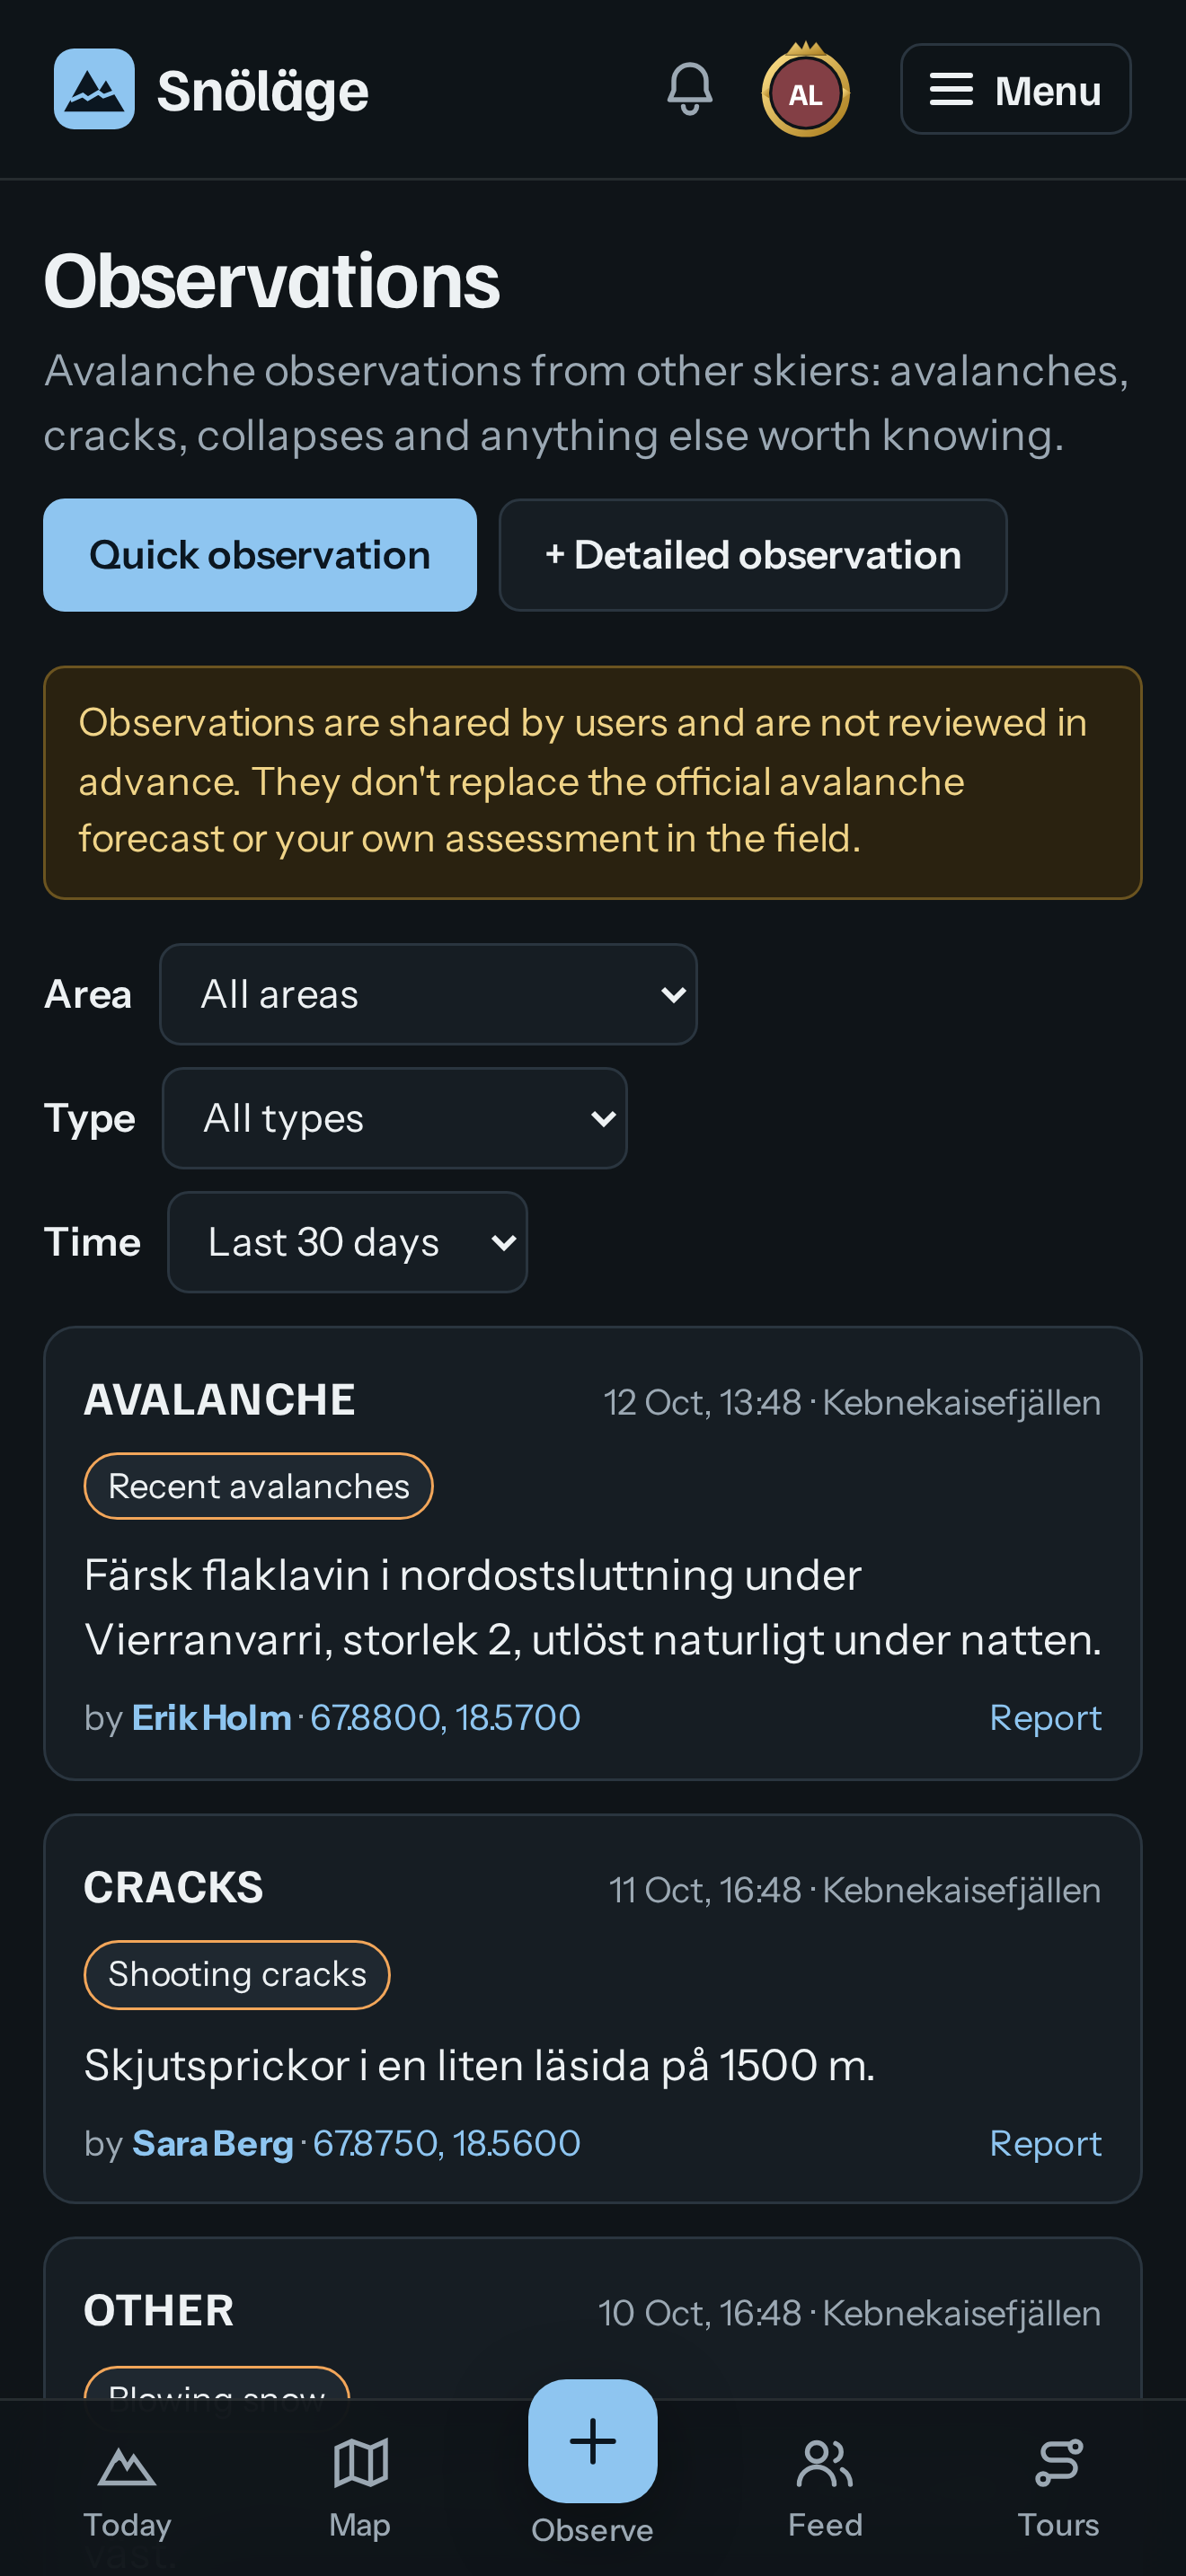 Snöläge
AL
Menu
Observations
Avalanche observations from other skiers: avalanches,
cracks, collapses and anything else worth knowing.
Quick observation
+ Detailed observation
Observations are shared by users and are not reviewed in
advance. They don't replace the official avalanche
forecast or your own assessment in the field.
Area All areas
Type All types
Time Last 30 days
AVALANCHE 12 Oct, 13:48 · Kebnekaisefjällen
Recent avalanches
Färsk flaklavin i nordostsluttning under
Vierranvarri, storlek 2, utlöst naturligt under natten.
by Erik Holm · 67.8800, 18.5700 Report
CRACKS 11 Oct, 16:48 · Kebnekaisefjällen
Shooting cracks
Skjutsprickor i en liten läsida på 1500 m.
by Sara Berg · 67.8750, 18.5600 Report
OTHER 10 Oct, 16:48 · Kebnekaisefjällen
Blowing snow
Today Map Observe Feed Tours
väst.